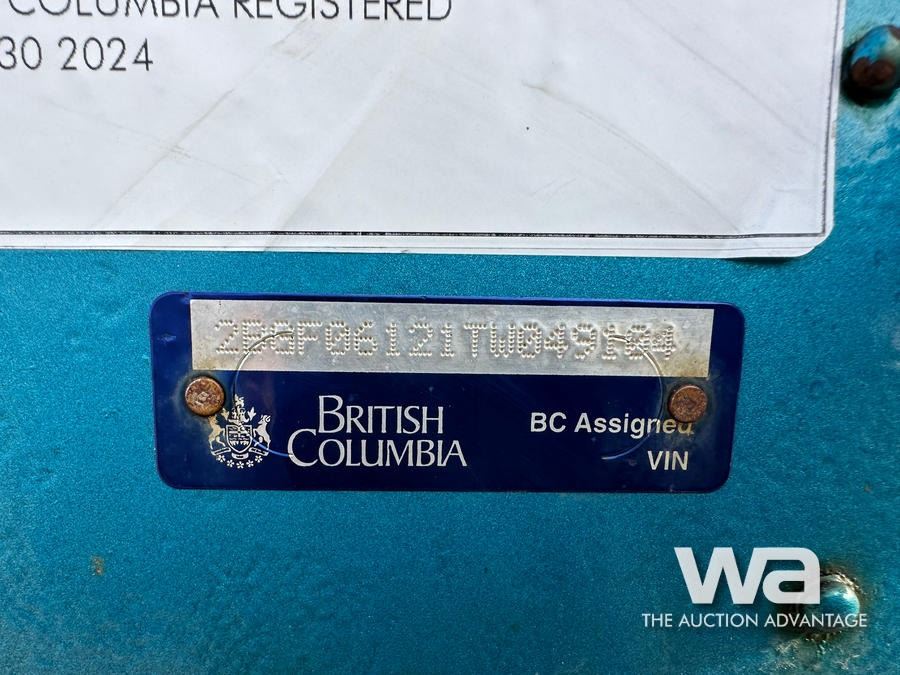 COLUMBIA REGISTERED
30 2024
BRITISH
COLUMBIA
BC Assigned
VIN
wa
THE AUCTION ADVANTAGE